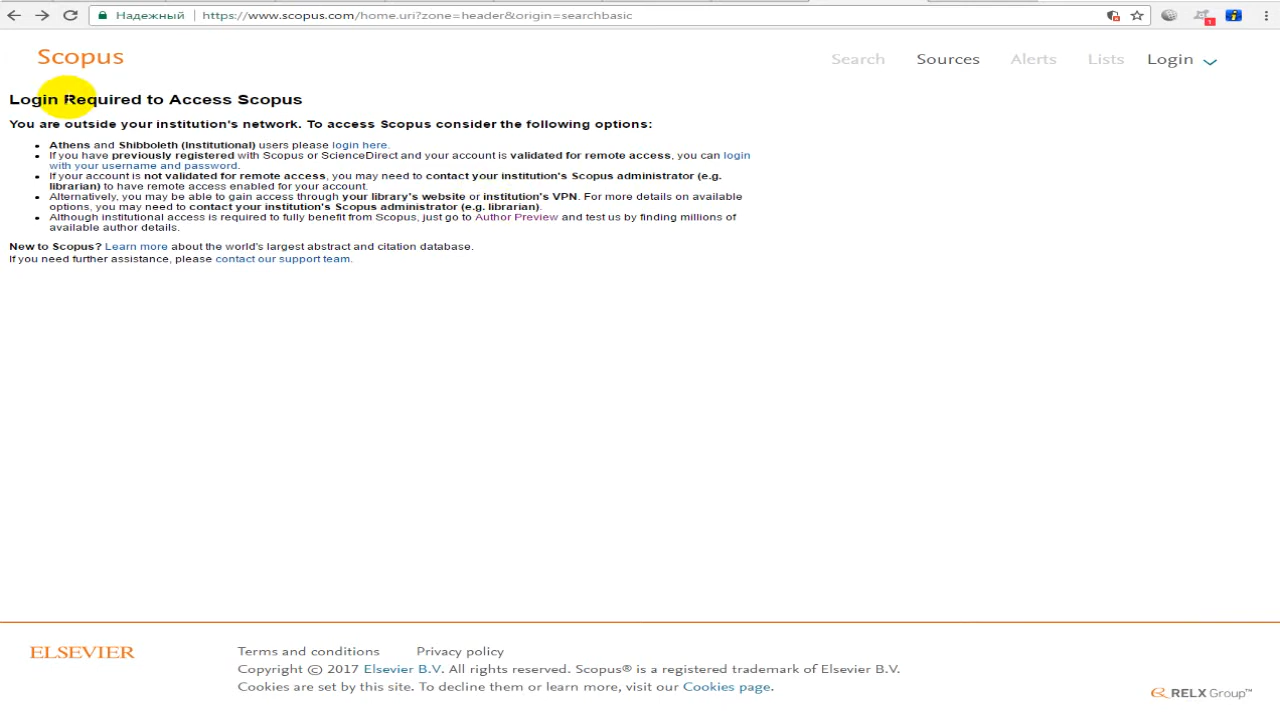 Надежный https://www.scopus.com/home.uri?zone=header&origin=searchbasic
1
Scopus
Search Sources Alerts Lists Login
Login Required to Access Scopus
You are outside your institution's network. To access Scopus consider the following options:
Athens and Shibboleth (Institutional) users please login here.
If you have previously registered with Scopus or ScienceDirect and your account is validated for remote access, you can login
with your username and password.
If your account is not validated for remote access, you may need to contact your institution's Scopus administrator (e.g.
librarian) to have remote access enabled for your account.
Alternatively, you may be able to gain access through your library's website or institution's VPN. For more details on available
options, you may need to contact your institution's Scopus administrator (e.g. librarian).
Although institutional access is required to fully benefit from Scopus, just go to Author Preview and test us by finding millions of
available author details.
New to Scopus? Learn more about the world's largest abstract and citation database.
If you need further assistance, please contact our support team.
ELSEVIER
Terms and conditions Privacy policy
Copyright © 2017 Elsevier B.V. All rights reserved. Scopus® is a registered trademark of Elsevier B.V.
Cookies are set by this site. To decline them or learn more, visit our Cookies page.
RELX Group™